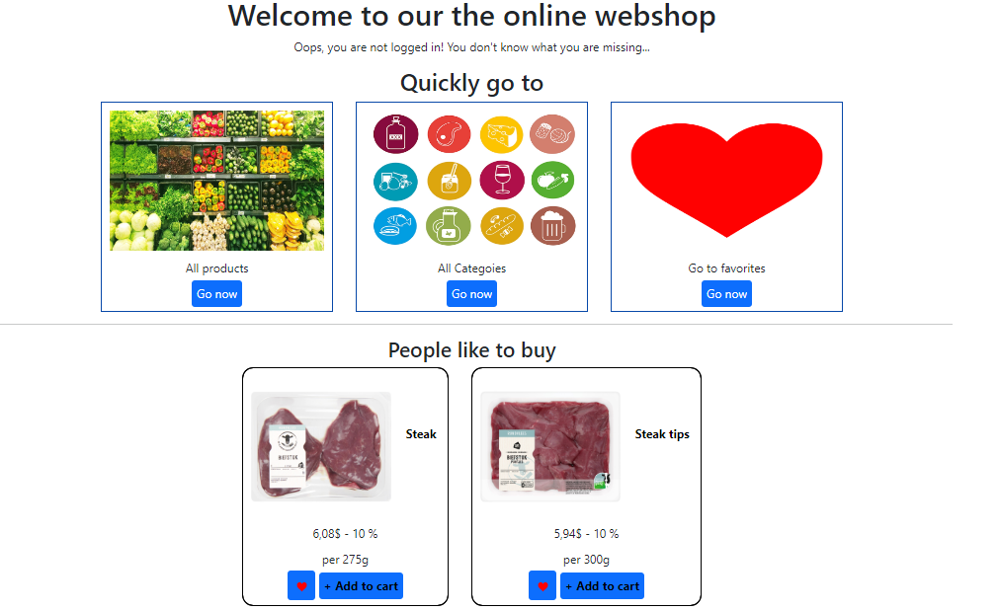 Welcome to our the online webshop
Oops, you are not logged in! You don't know what you are missing...
Quickly go to
XXX
All products
All Categoies
Go to favorites
Go now
Go now
Go now
People like to buy
BIEFSTUK
Steak
BIEFSTUK
Steak tips
6,08$ - 10 %
5,94$ - 10 %
per 275g
per 300g
+ Add to cart
+ Add to cart